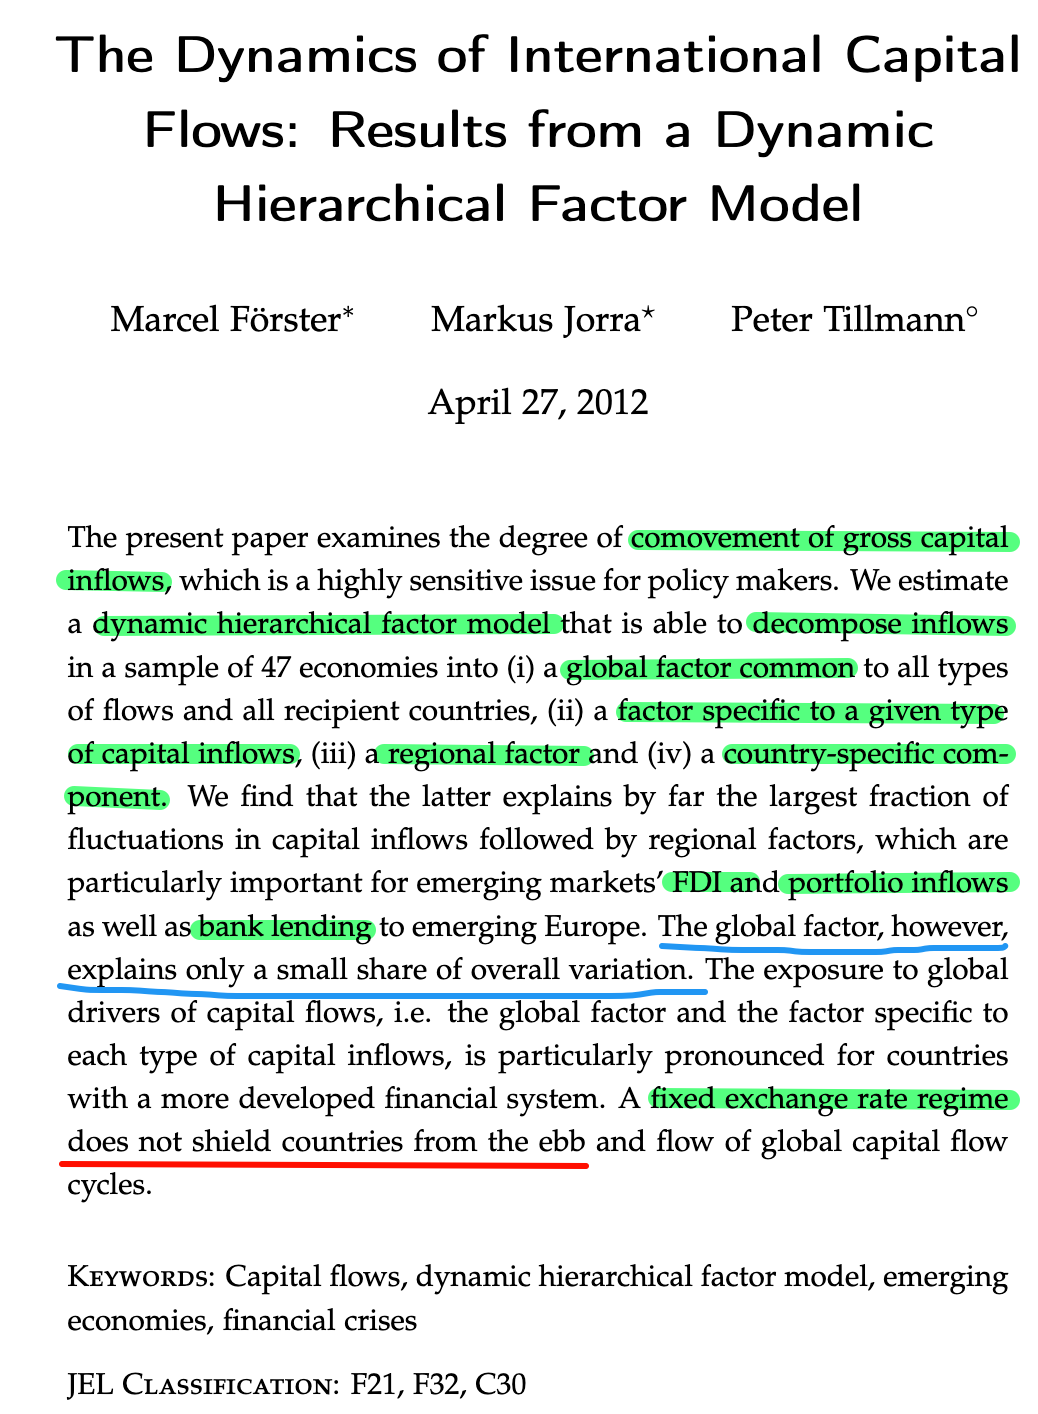 The Dynamics of International Capital
Flows: Results from a Dynamic
Hierarchical Factor Model
Marcel Förster* Markus Jorra⋆ Peter Tillmann○
April 27, 2012
The present paper examines the degree of comovement of gross capital
inflows, which is a highly sensitive issue for policy makers. We estimate
a dynamic hierarchical factor model that is able to decompose inflows
in a sample of 47 economies into (i) a global factor common to all types
of flows and all recipient countries, (ii) a factor specific to a given type
of capital inflows, (iii) a regional factor and (iv) a country-specific com-
ponent. We find that the latter explains by far the largest fraction of
fluctuations in capital inflows followed by regional factors, which are
particularly important for emerging markets' FDI and portfolio inflows
as well as bank lending to emerging Europe. The global factor, however,
explains only a small share of overall variation. The exposure to global
drivers of capital flows, i.e. the global factor and the factor specific to
each type of capital inflows, is particularly pronounced for countries
with a more developed financial system. A fixed exchange rate regime
does not shield countries from the ebb and flow of global capital flow
cycles.
KEYWORDS: Capital flows, dynamic hierarchical factor model, emerging
economies, financial crises
JEL CLASSIFICATION: F21, F32, C30